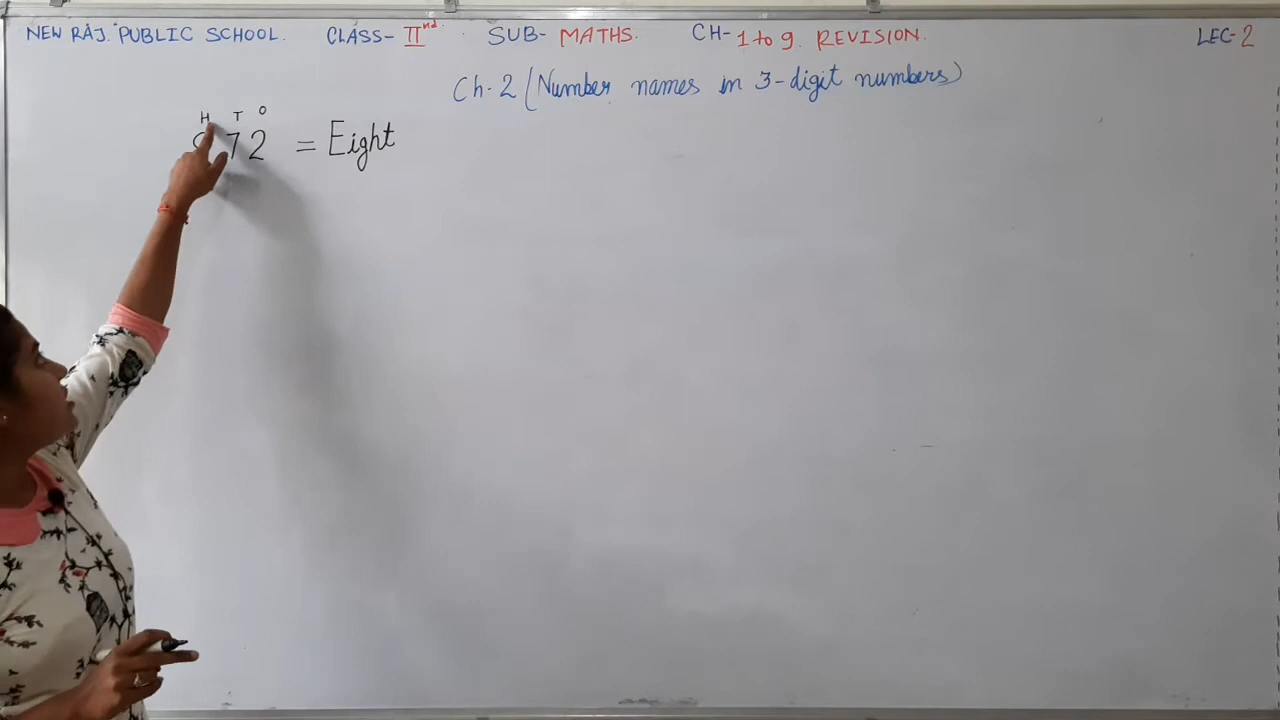 NEW RAJ. PUBLIC SCHOOL. CLASS- IInd. SUB- MATHS. CH- 1 to 9. REVISION. LEC-2
Ch. 2 (Number names in 3-digit numbers)
H T O
72 = Eight